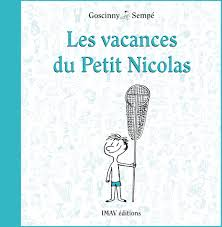 Goscinny Sempé
Les vacances
du Petit Nicolas
IMAV éditions